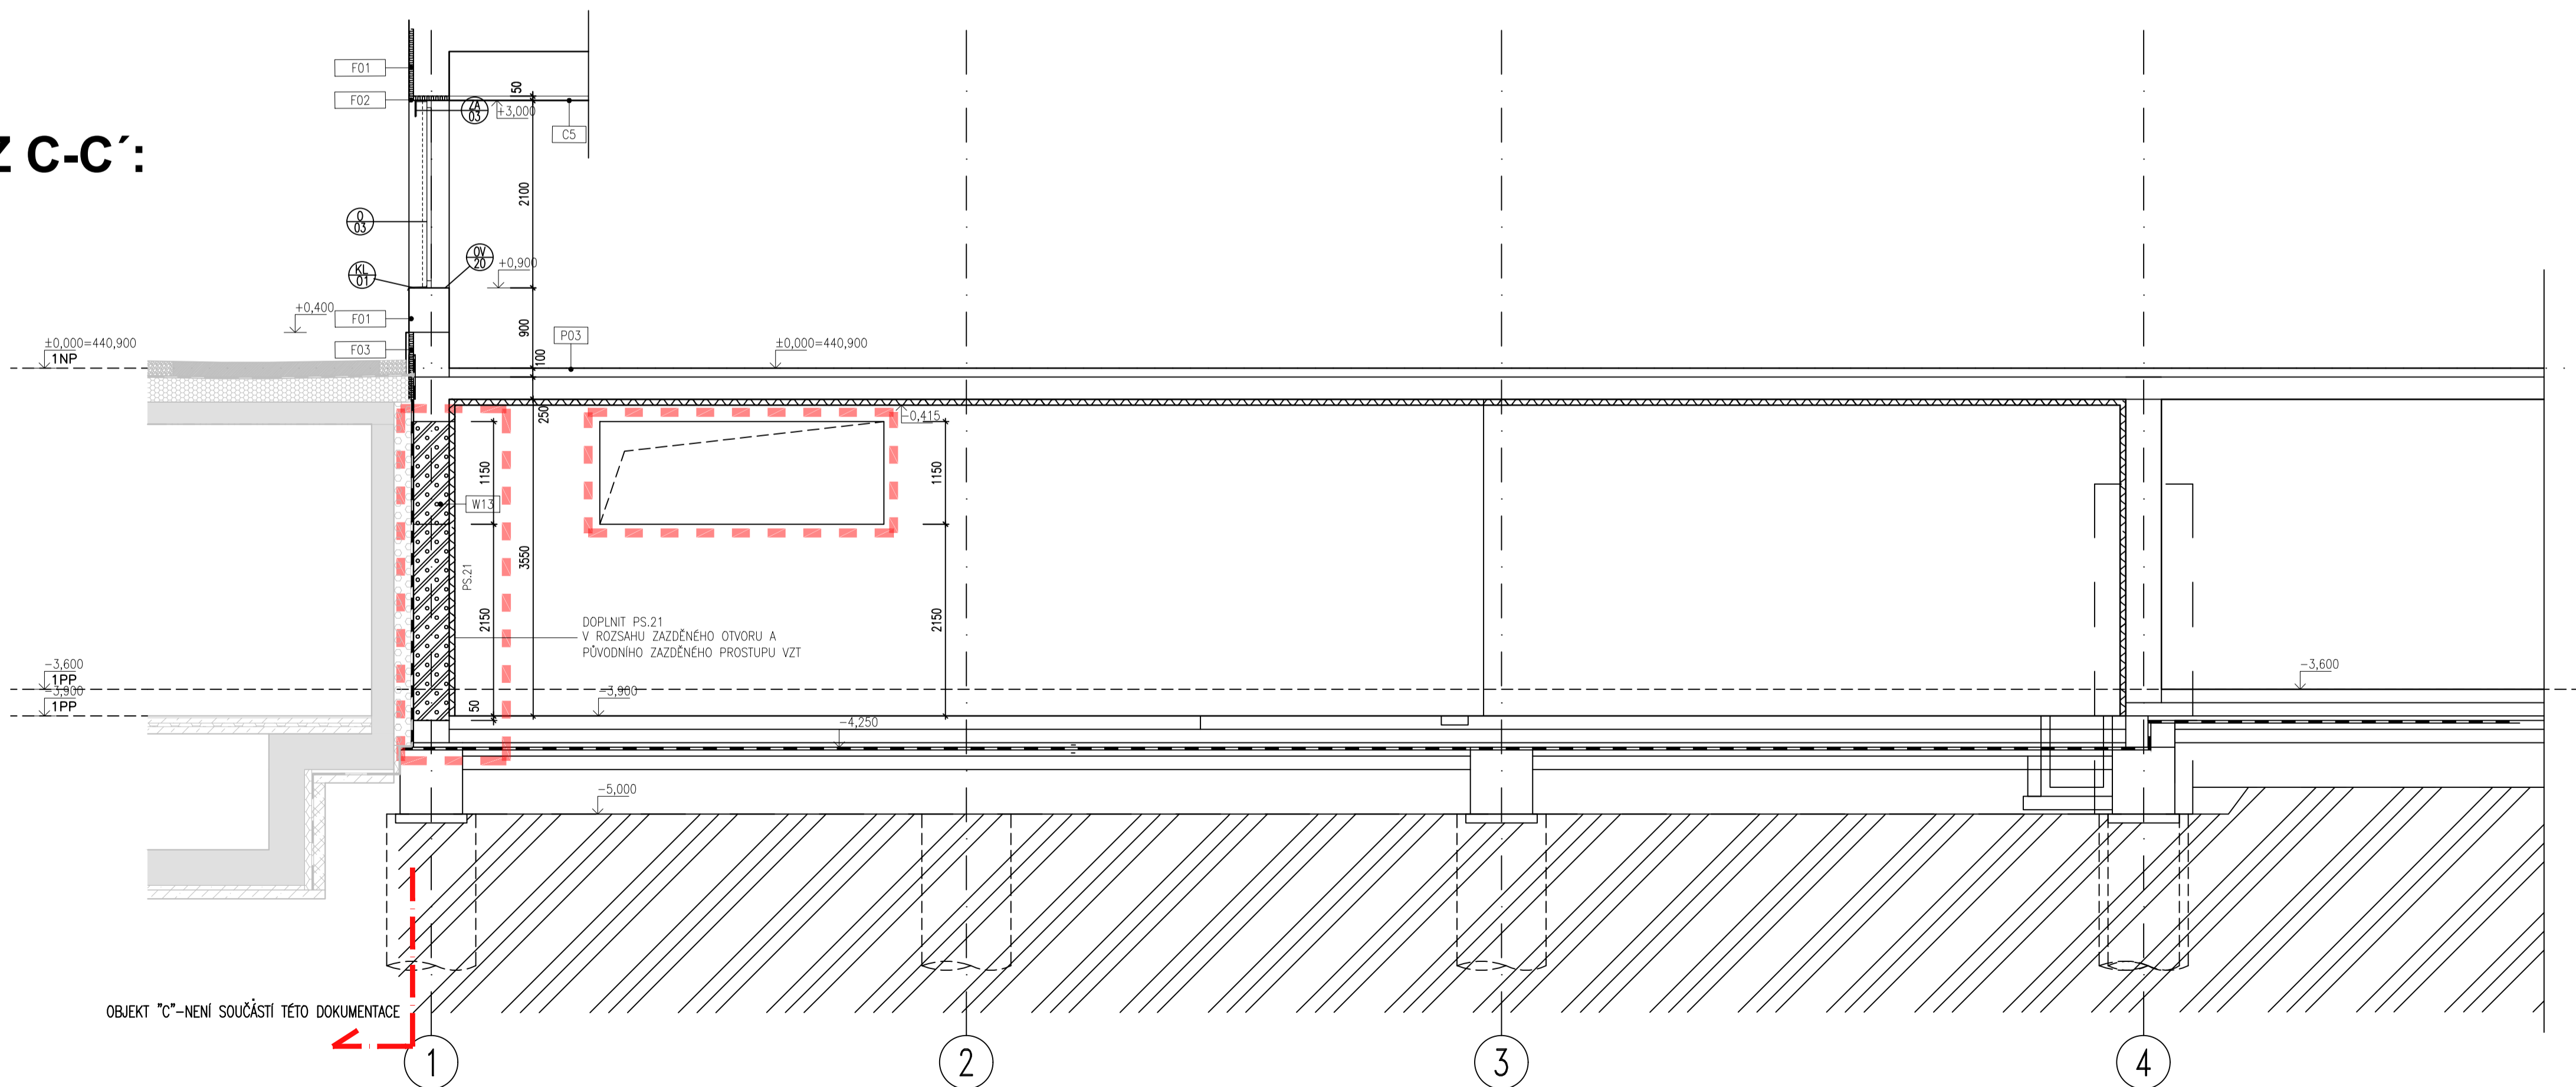 Z C-C´:
F01
F02
ZA
03
+3,000
50
C5
2100
O
03
OV
20
+0,900
KL
01
+0,400
F01
900
P03
F03
100
±0,000=440,900
1NP
±0,000=440,900
250
-0,415
1150
1150
W13
3550
PS.21
2150
2150
DOPLNIT PS.21
V ROZSAHU ZAZDĚNÉHO OTVORU A
PŮVODNÍHO ZAZDĚNÉHO PROSTUPU VZT
-3,600
1PP
-3,900
1PP
50
-3,900
-3,600
-4,250
-5,000
OBJEKT "C"-NENÍ SOUČÁSTÍ TÉTO DOKUMENTACE
1
2
3
4